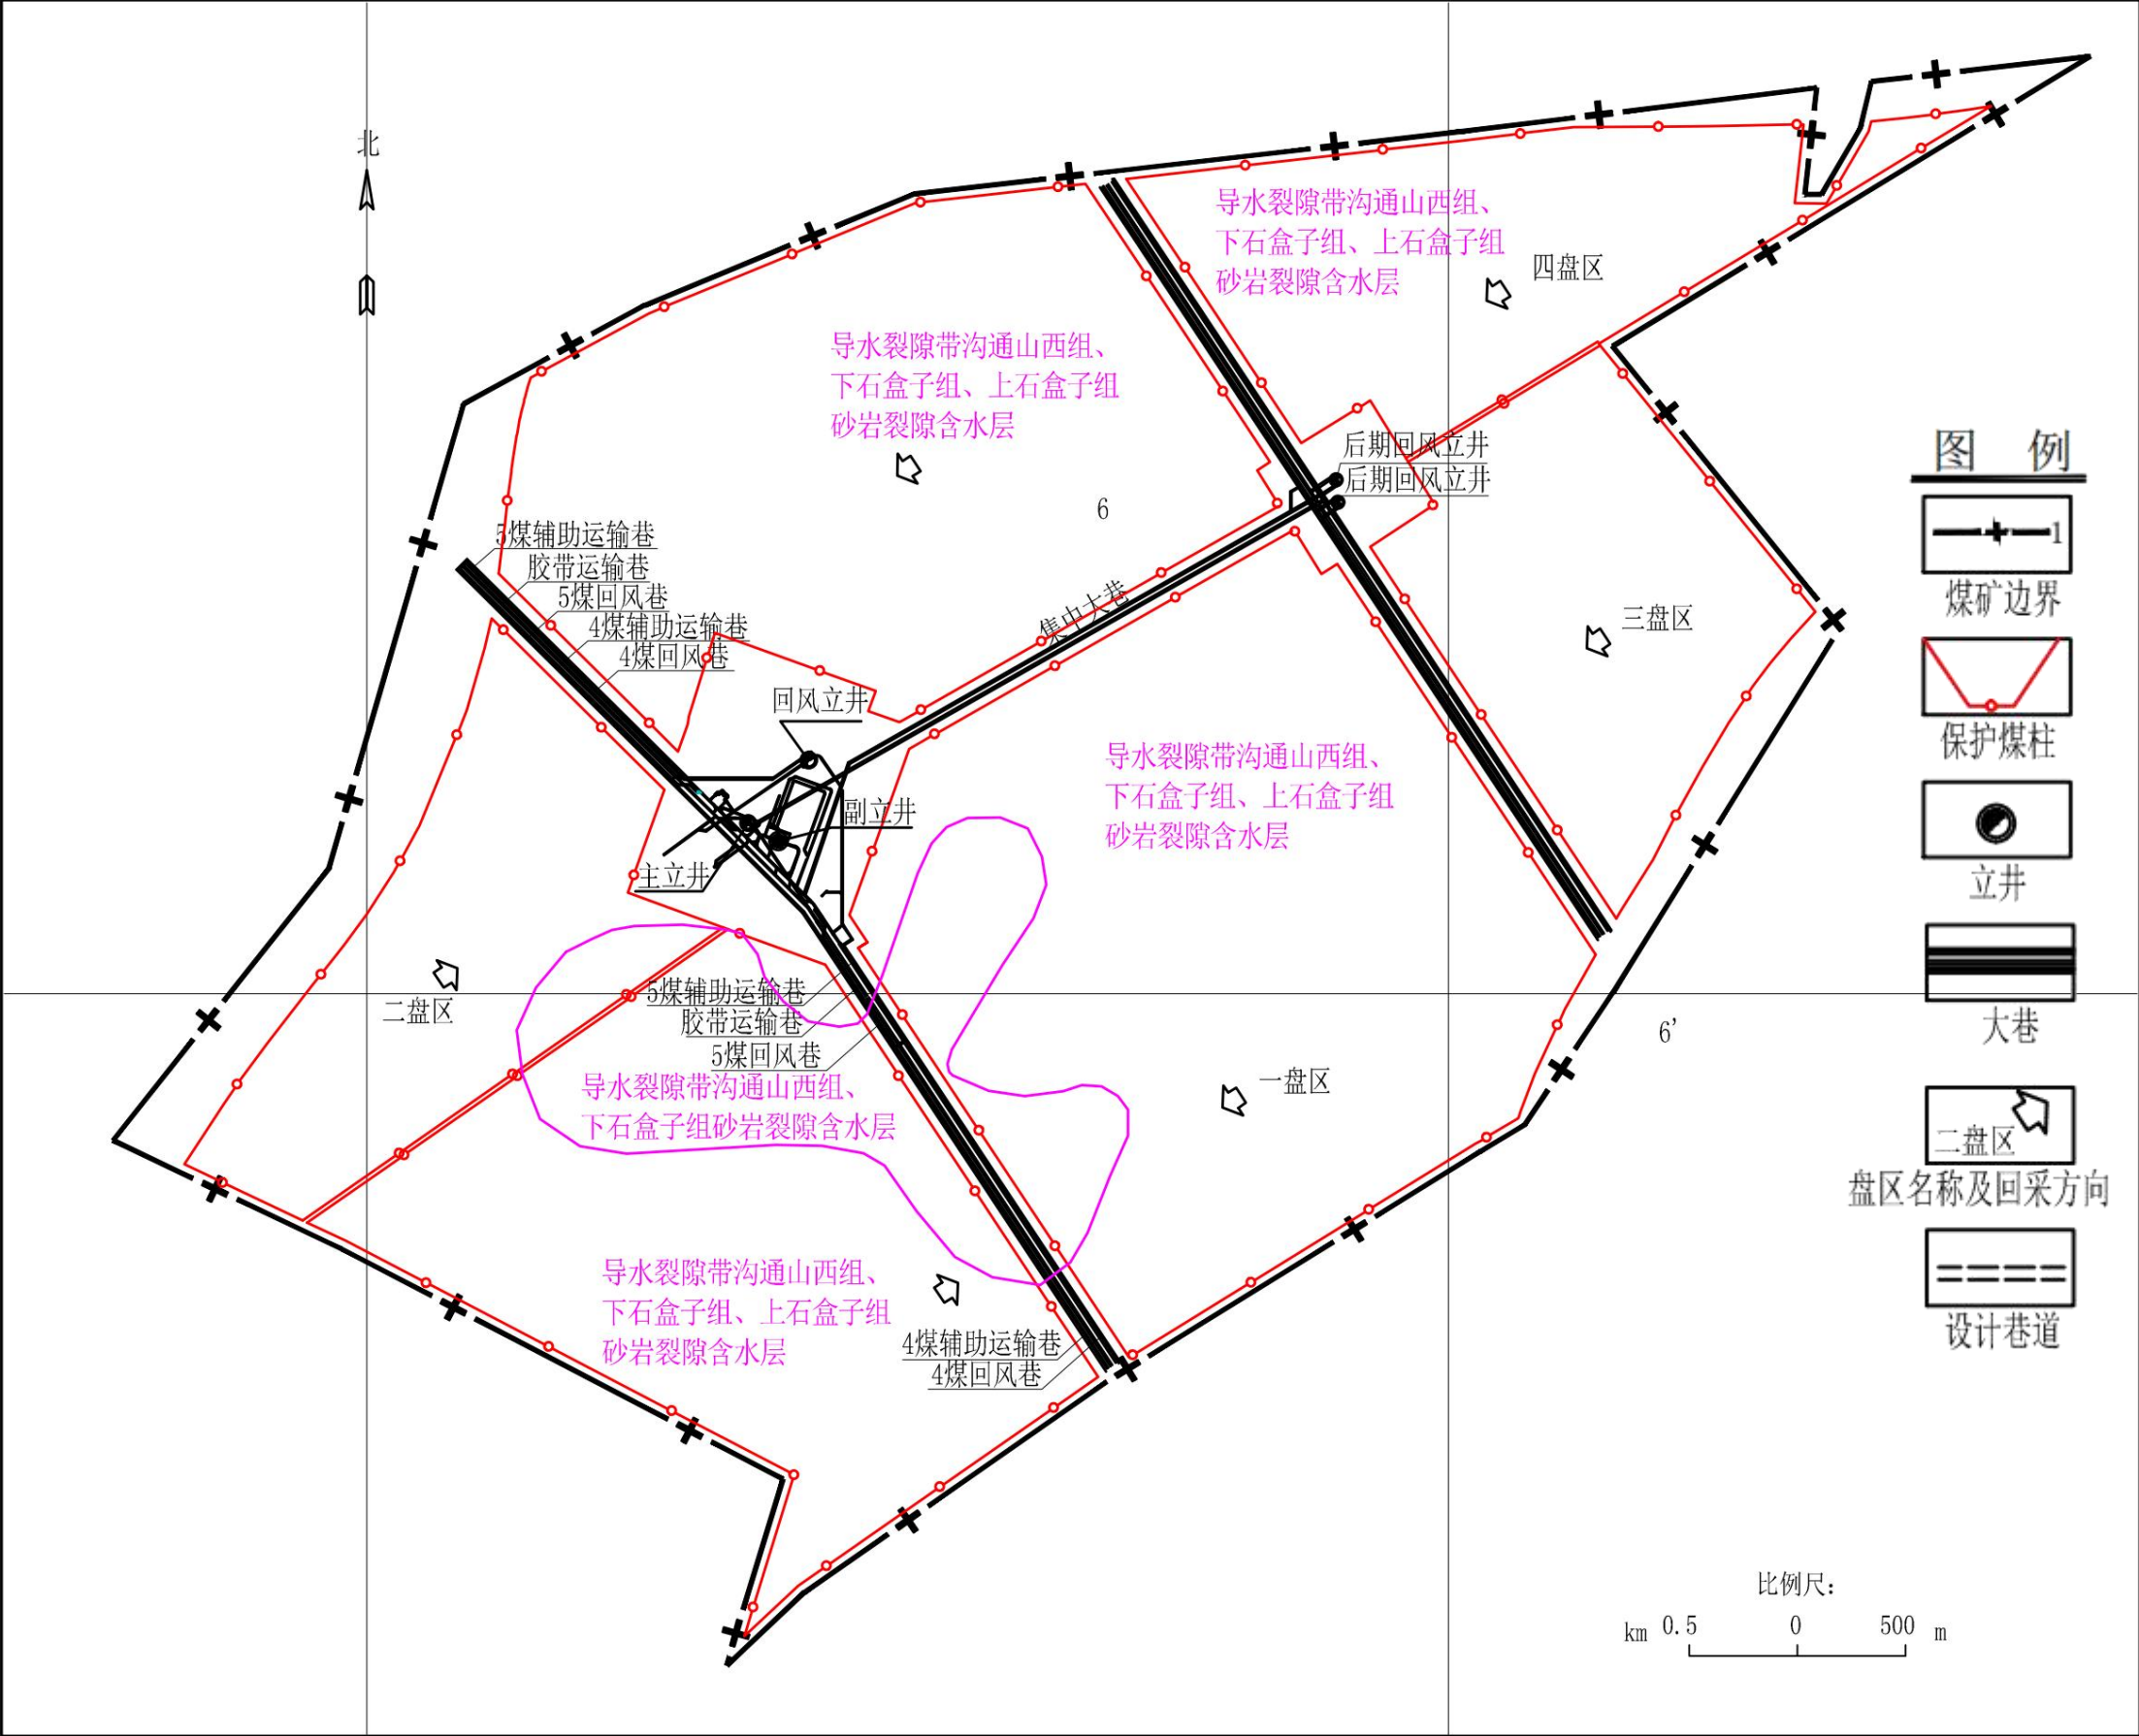 北
导水裂隙带沟通山西组、
下石盒子组、上石盒子组
砂岩裂隙含水层
四盘区
导水裂隙带沟通山西组、
下石盒子组、上石盒子组
砂岩裂隙含水层
后期回风立井
后期回风立井
6
5煤辅助运输巷
胶带运输巷
5煤回风巷
4煤辅助运输巷
4煤回风巷
集中大巷
三盘区
回风立井
导水裂隙带沟通山西组、
下石盒子组、上石盒子组
砂岩裂隙含水层
副立井
主立井
二盘区
5煤辅助运输巷
胶带运输巷
5煤回风巷
6'
一盘区
导水裂隙带沟通山西组、
下石盒子组砂岩裂隙含水层
导水裂隙带沟通山西组、
下石盒子组、上石盒子组
砂岩裂隙含水层
4煤辅助运输巷
4煤回风巷
图 例
1
煤矿边界
保护煤柱
立井
大巷
二盘区
盘区名称及回采方向
设计巷道
比例尺:
km 0.5 0 500 m